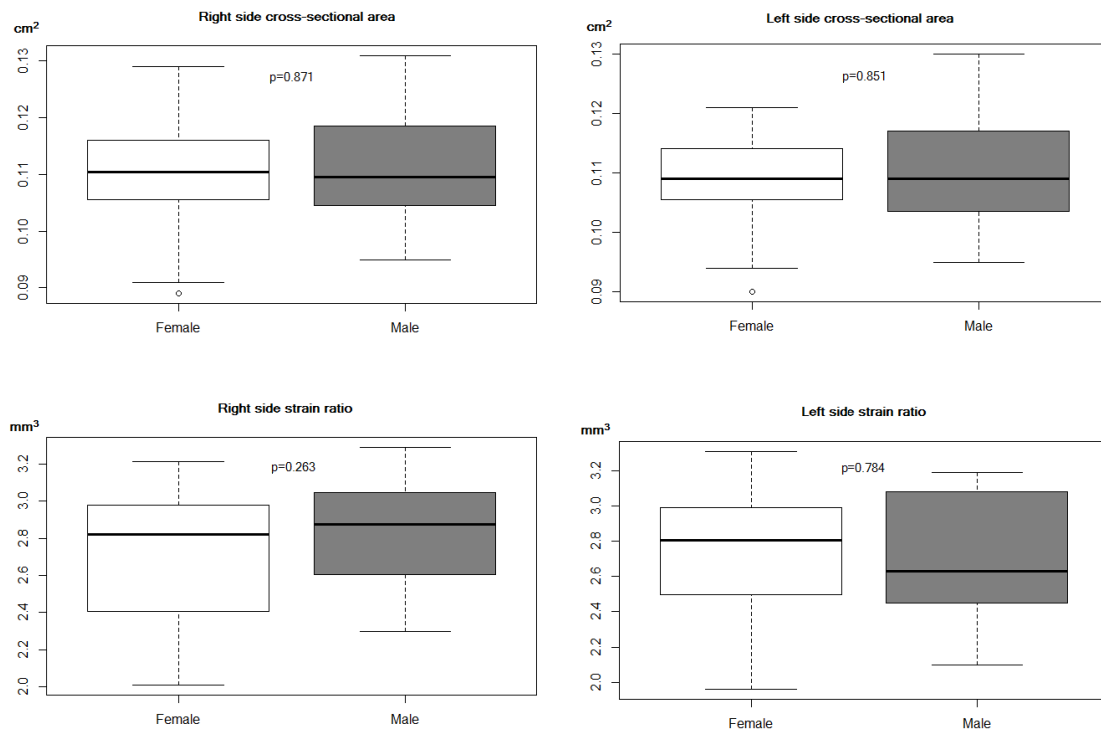 Right side cross-sectional area
cm²
0.13
0.12
0.11
0.10
0.09
p=0.871
Female Male
Left side cross-sectional area
cm²
0.13
0.12
0.11
0.10
0.09
p=0.851
Female Male
Right side strain ratio
mm³
3.2
3.0
2.8
2.6
2.4
2.2
2.0
p=0.263
Female Male
Left side strain ratio
mm³
3.2
3.0
2.8
2.6
2.4
2.2
2.0
p=0.784
Female Male